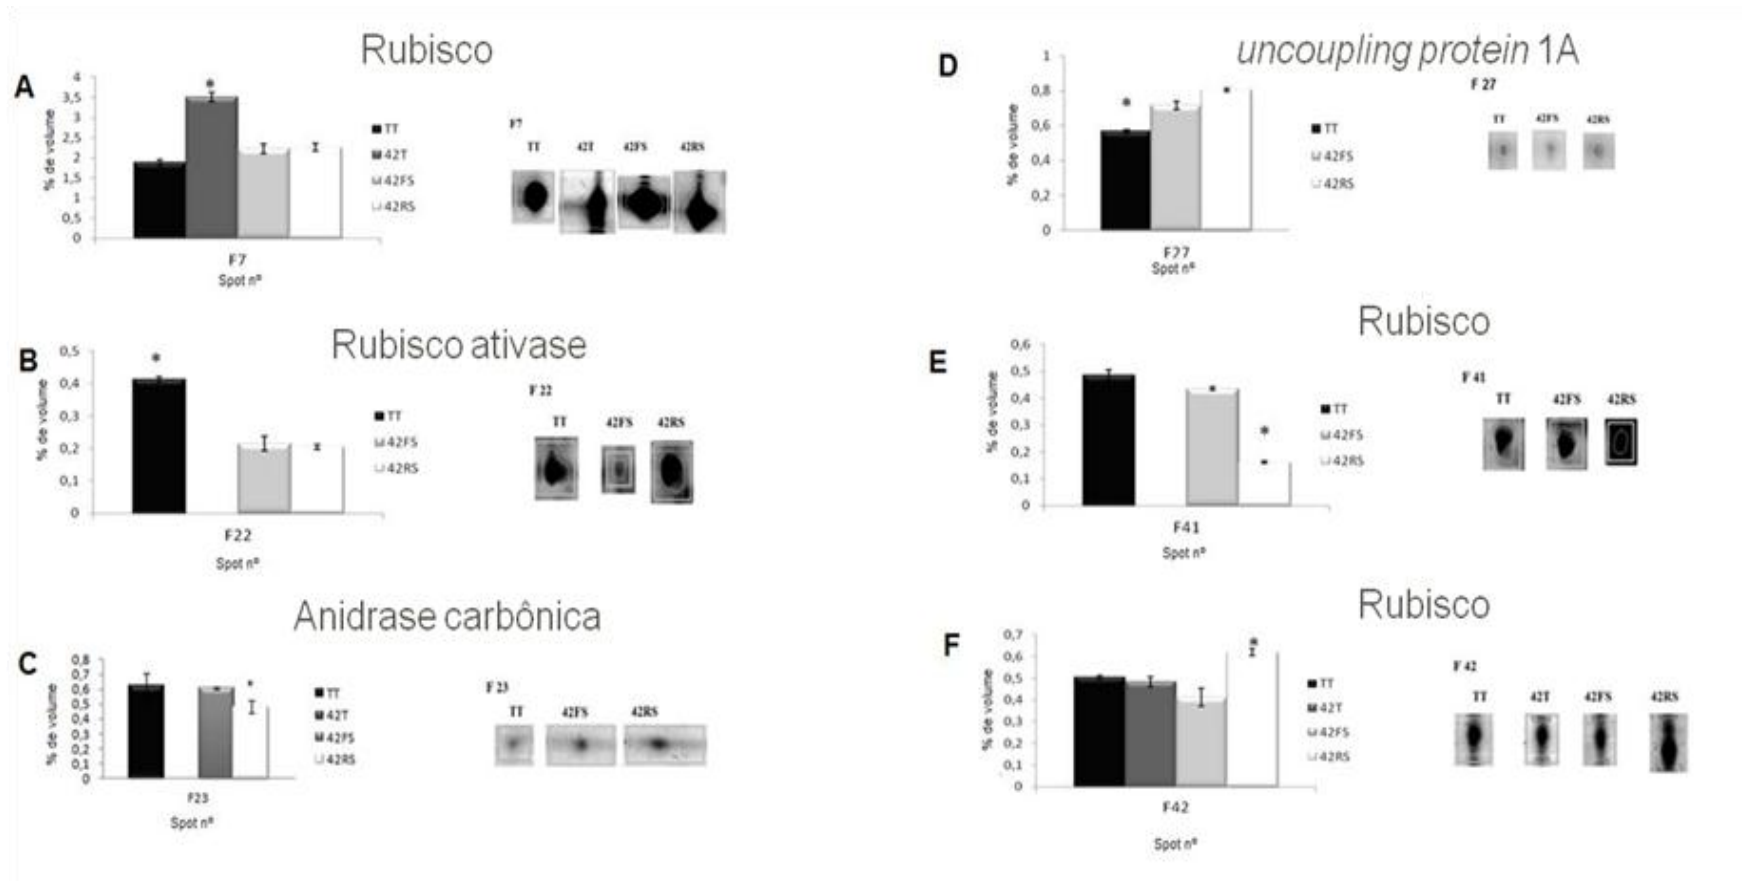 Rubisco
A
4
3,5
3
2,5
2
1,5
1
0,5
0
% de volume
*
F7
Spot nº
TT
42T
42FS
42RS
F7
TT 42T 42FS 42RS
Rubisco ativase
B
0,5
0,4
0,3
0,2
0,1
0
% de volume
*
F22
Spot nº
TT
42FS
42RS
F 22
TT 42FS 42RS
Anidrase carbônica
C
0,8
0,7
0,6
0,5
0,4
0,3
0,2
0,1
0
% de volume
*
F23
Spot nº
TT
42T
42FS
42RS
F 23
TT 42FS 42RS
uncoupling protein 1A
D
1
0,8
0,6
0,4
0,2
0
% de volume
*
F27
Spot nº
TT
42FS
42RS
F 27
TT 42FS 42RS
Rubisco
E
0,6
0,5
0,4
0,3
0,2
0,1
0
% de volume
*
F41
Spot nº
TT
42FS
42RS
F 41
TT 42FS 42RS
Rubisco
F
0,7
0,6
0,5
0,4
0,3
0,2
0,1
0
% de volume
*
F42
Spot nº
TT
42T
42FS
42RS
F 42
TT 42T 42FS 42RS